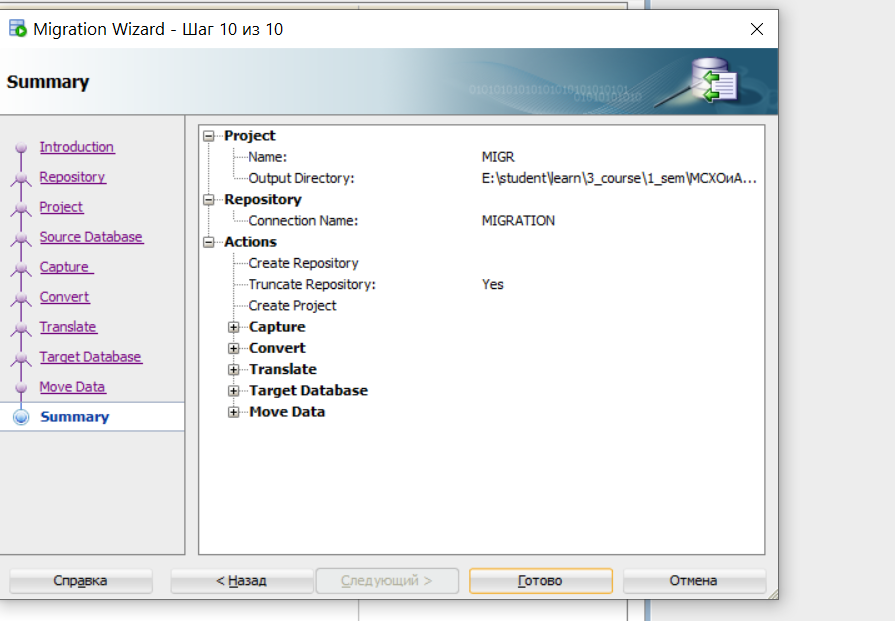 Migration Wizard - Шаг 10 из 10
Summary
0101010101010101010101010101
01010101010
Introduction
Repository
Project
Source Database
Capture
Convert
Translate
Target Database
Move Data
Summary
Project
Name: MIGR
Output Directory: E:\student\learn\3_course\1_sem\МСХОиА...
Repository
Connection Name: MIGRATION
Actions
Create Repository
Truncate Repository: Yes
Create Project
Capture
Convert
Translate
Target Database
Move Data
Справка < Назад Следующий > Готово Отмена